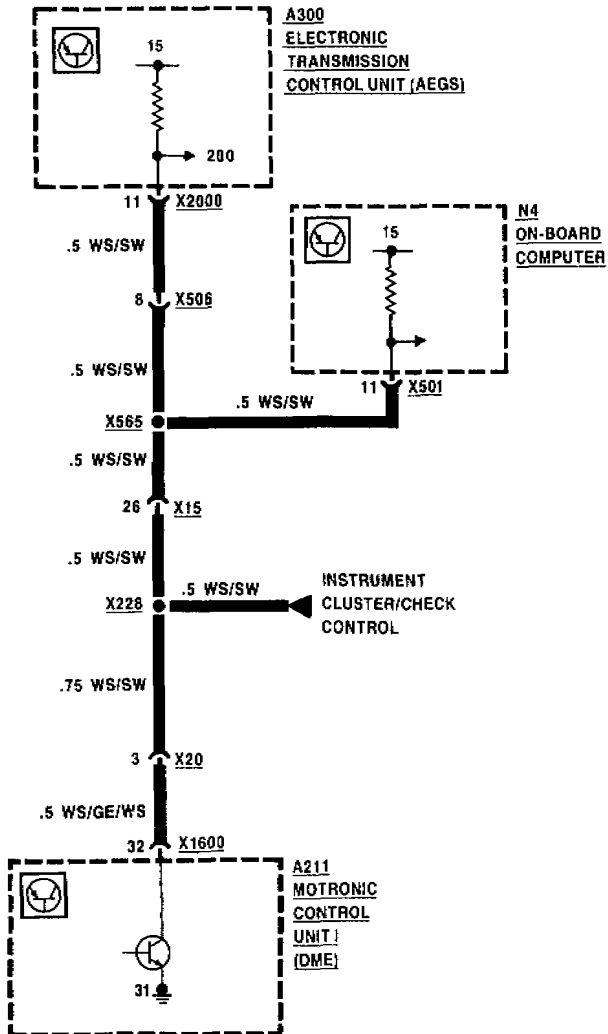 A300
ELECTRONIC
TRANSMISSION
CONTROL UNIT (AEGS)
15
200
11 X2000
.5 WS/SW
N4
ON-BOARD
COMPUTER
15
8 X506
.5 WS/SW
11 X501
.5 WS/SW
X565
.5 WS/SW
26 X15
.5 WS/SW
.5 WS/SW
INSTRUMENT
CLUSTER/CHECK
CONTROL
X228
.75 WS/SW
3 X20
.5 WS/GE/WS
32 X1600
A211
MOTRONIC
CONTROL
UNIT I
(DME)
31